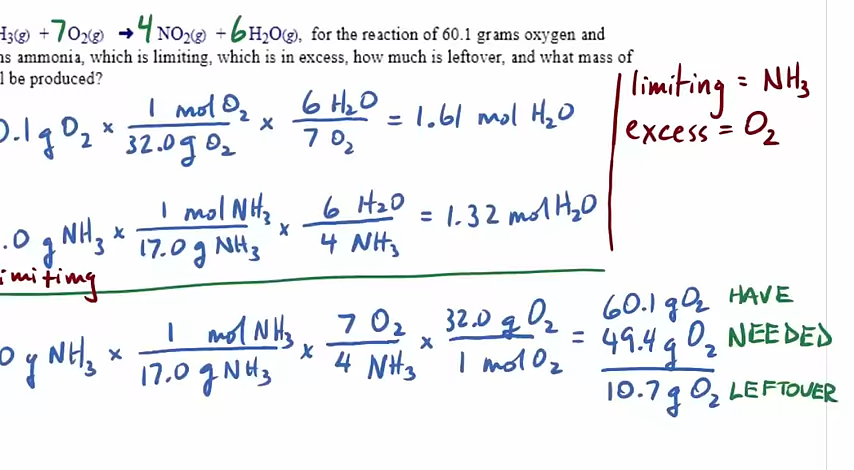 H₃(g) + 7O₂(g) → 4 NO₂(g) + 6H₂O(g), for the reaction of 60.1 grams oxygen and
ns ammonia, which is limiting, which is in excess, how much is leftover, and what mass of
l be produced?
limiting = NH₃
excess = O₂
0.1 g O₂ × 1 mol O₂ / 32.0 g O₂ × 6 H₂O / 7 O₂ = 1.61 mol H₂O
.0 g NH₃ × 1 mol NH₃ / 17.0 g NH₃ × 6 H₂O / 4 NH₃ = 1.32 mol H₂O
imiting
0 g NH₃ × 1 mol NH₃ / 17.0 g NH₃ × 7 O₂ / 4 NH₃ × 32.0 g O₂ / 1 mol O₂ =
60.1 g O₂ HAVE
49.4 g O₂ NEEDED
10.7 g O₂ LEFTOVER